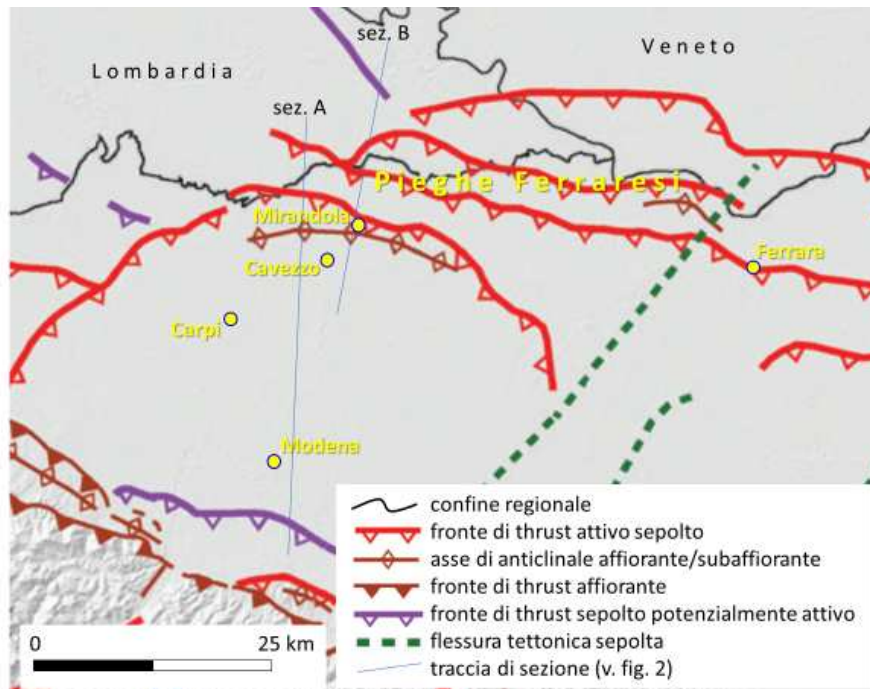 sez. B
Lombardia
Veneto
sez. A
Pieghe Ferraresi
Mirandola
Cavezzo
Ferrara
Carpi
Modena
confine regionale
fronte di thrust attivo sepolto
asse di anticlinale affiorante/subaffiorante
fronte di thrust affiorante
fronte di thrust sepolto potenzialmente attivo
flessura tettonica sepolta
traccia di sezione (v. fig. 2)
0 25 km